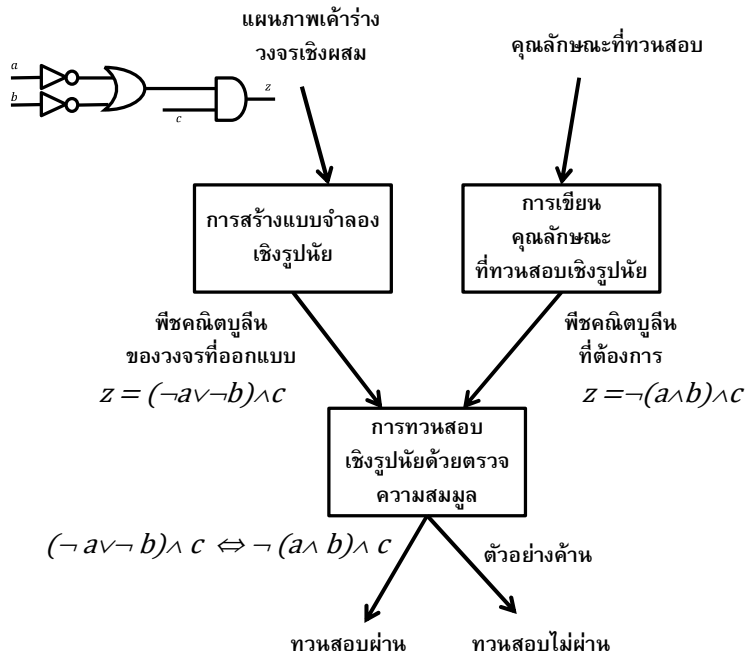 แผนภาพเค้าร่าง
วงจรเชิงผสม
คุณลักษณะที่ทวนสอบ
a
b
c
z
การสร้างแบบจำลอง
เชิงรูปนัย
การเขียน
คุณลักษณะ
ที่ทวนสอบเชิงรูปนัย
พีชคณิตบูลีน
ของวงจรที่ออกแบบ
z = (¬a∨¬b)∧c
พีชคณิตบูลีน
ที่ต้องการ
z =¬(a∧b)∧c
การทวนสอบ
เชิงรูปนัยด้วยตรวจ
ความสมมูล
(¬ a∨¬ b)∧ c ⇔ ¬ (a∧ b)∧ c
ตัวอย่างค้าน
ทวนสอบผ่าน
ทวนสอบไม่ผ่าน